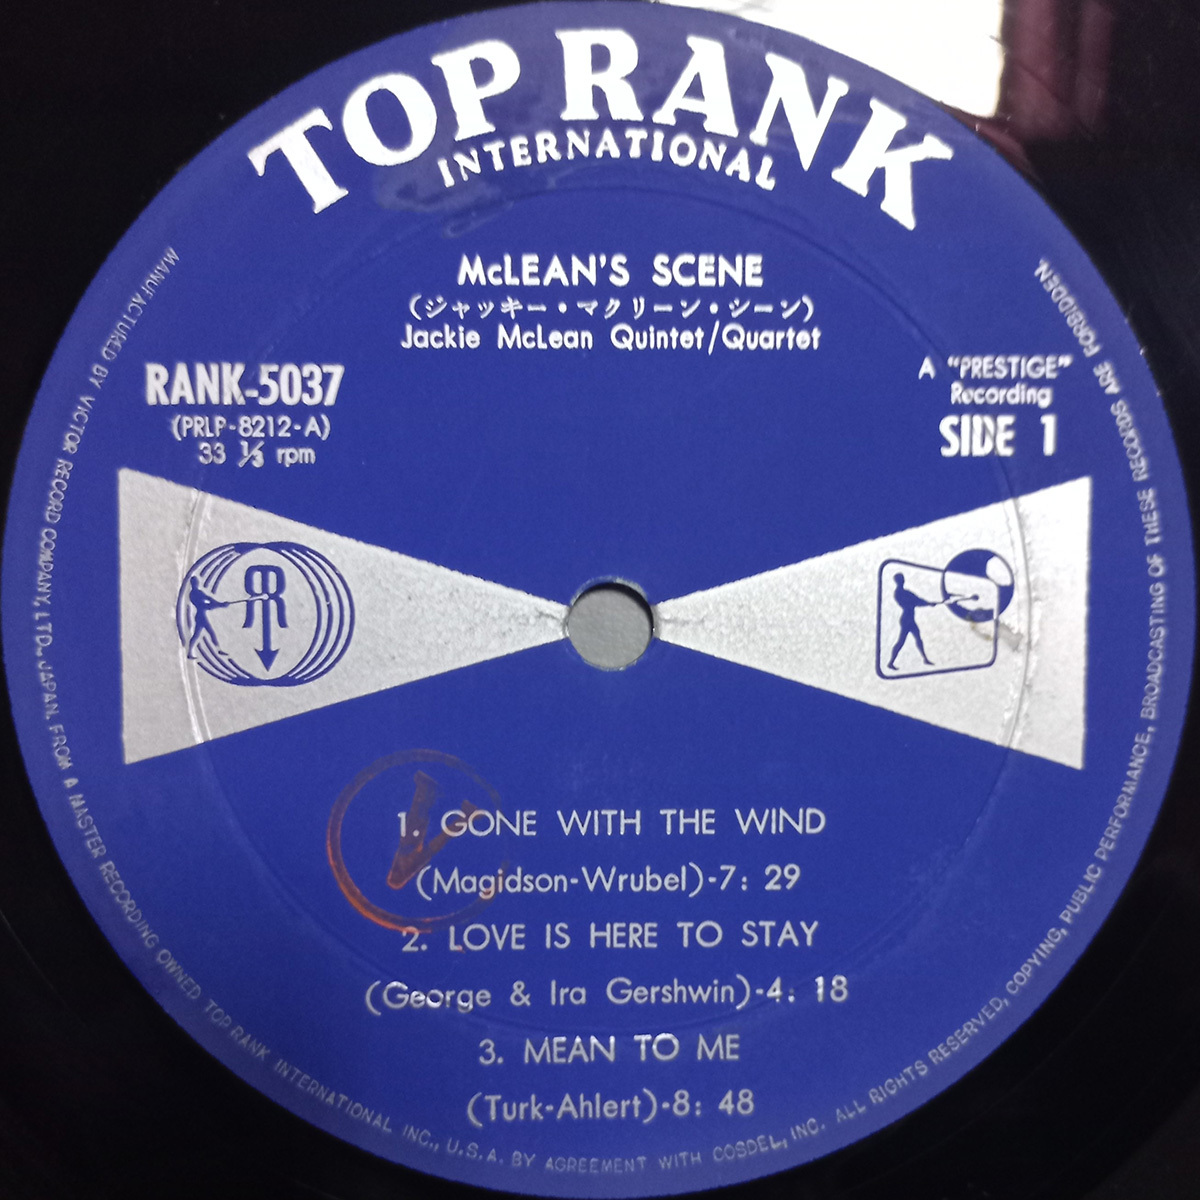 TOP RANK
INTERNATIONAL
McLEAN'S SCENE
(ジャッキー・マクリーン・シーン)
Jackie McLean Quintet/Quartet
RANK-5037
(PRLP-8212-A)
33 ⅓ rpm
A "PRESTIGE"
Recording
SIDE 1
R
1. GONE WITH THE WIND
(Magidson-Wrubel)-7: 29
2. LOVE IS HERE TO STAY
(George & Ira Gershwin)-4: 18
3. MEAN TO ME
(Turk-Ahlert)-8: 48
V
MANUFACTURED BY VICTOR RECORD COMPANY, LTD., JAPAN. FROM A MASTER RECORDING OWNED TOP RANK INTERNATIONAL INC., U.S.A. BY AGREEMENT WITH COSDEL, INC. ALL RIGHTS RESERVED, COPYING, PUBLIC PERFORMANCE, BROADCASTING OF THESE RECORDS ARE FORBIDDEN.